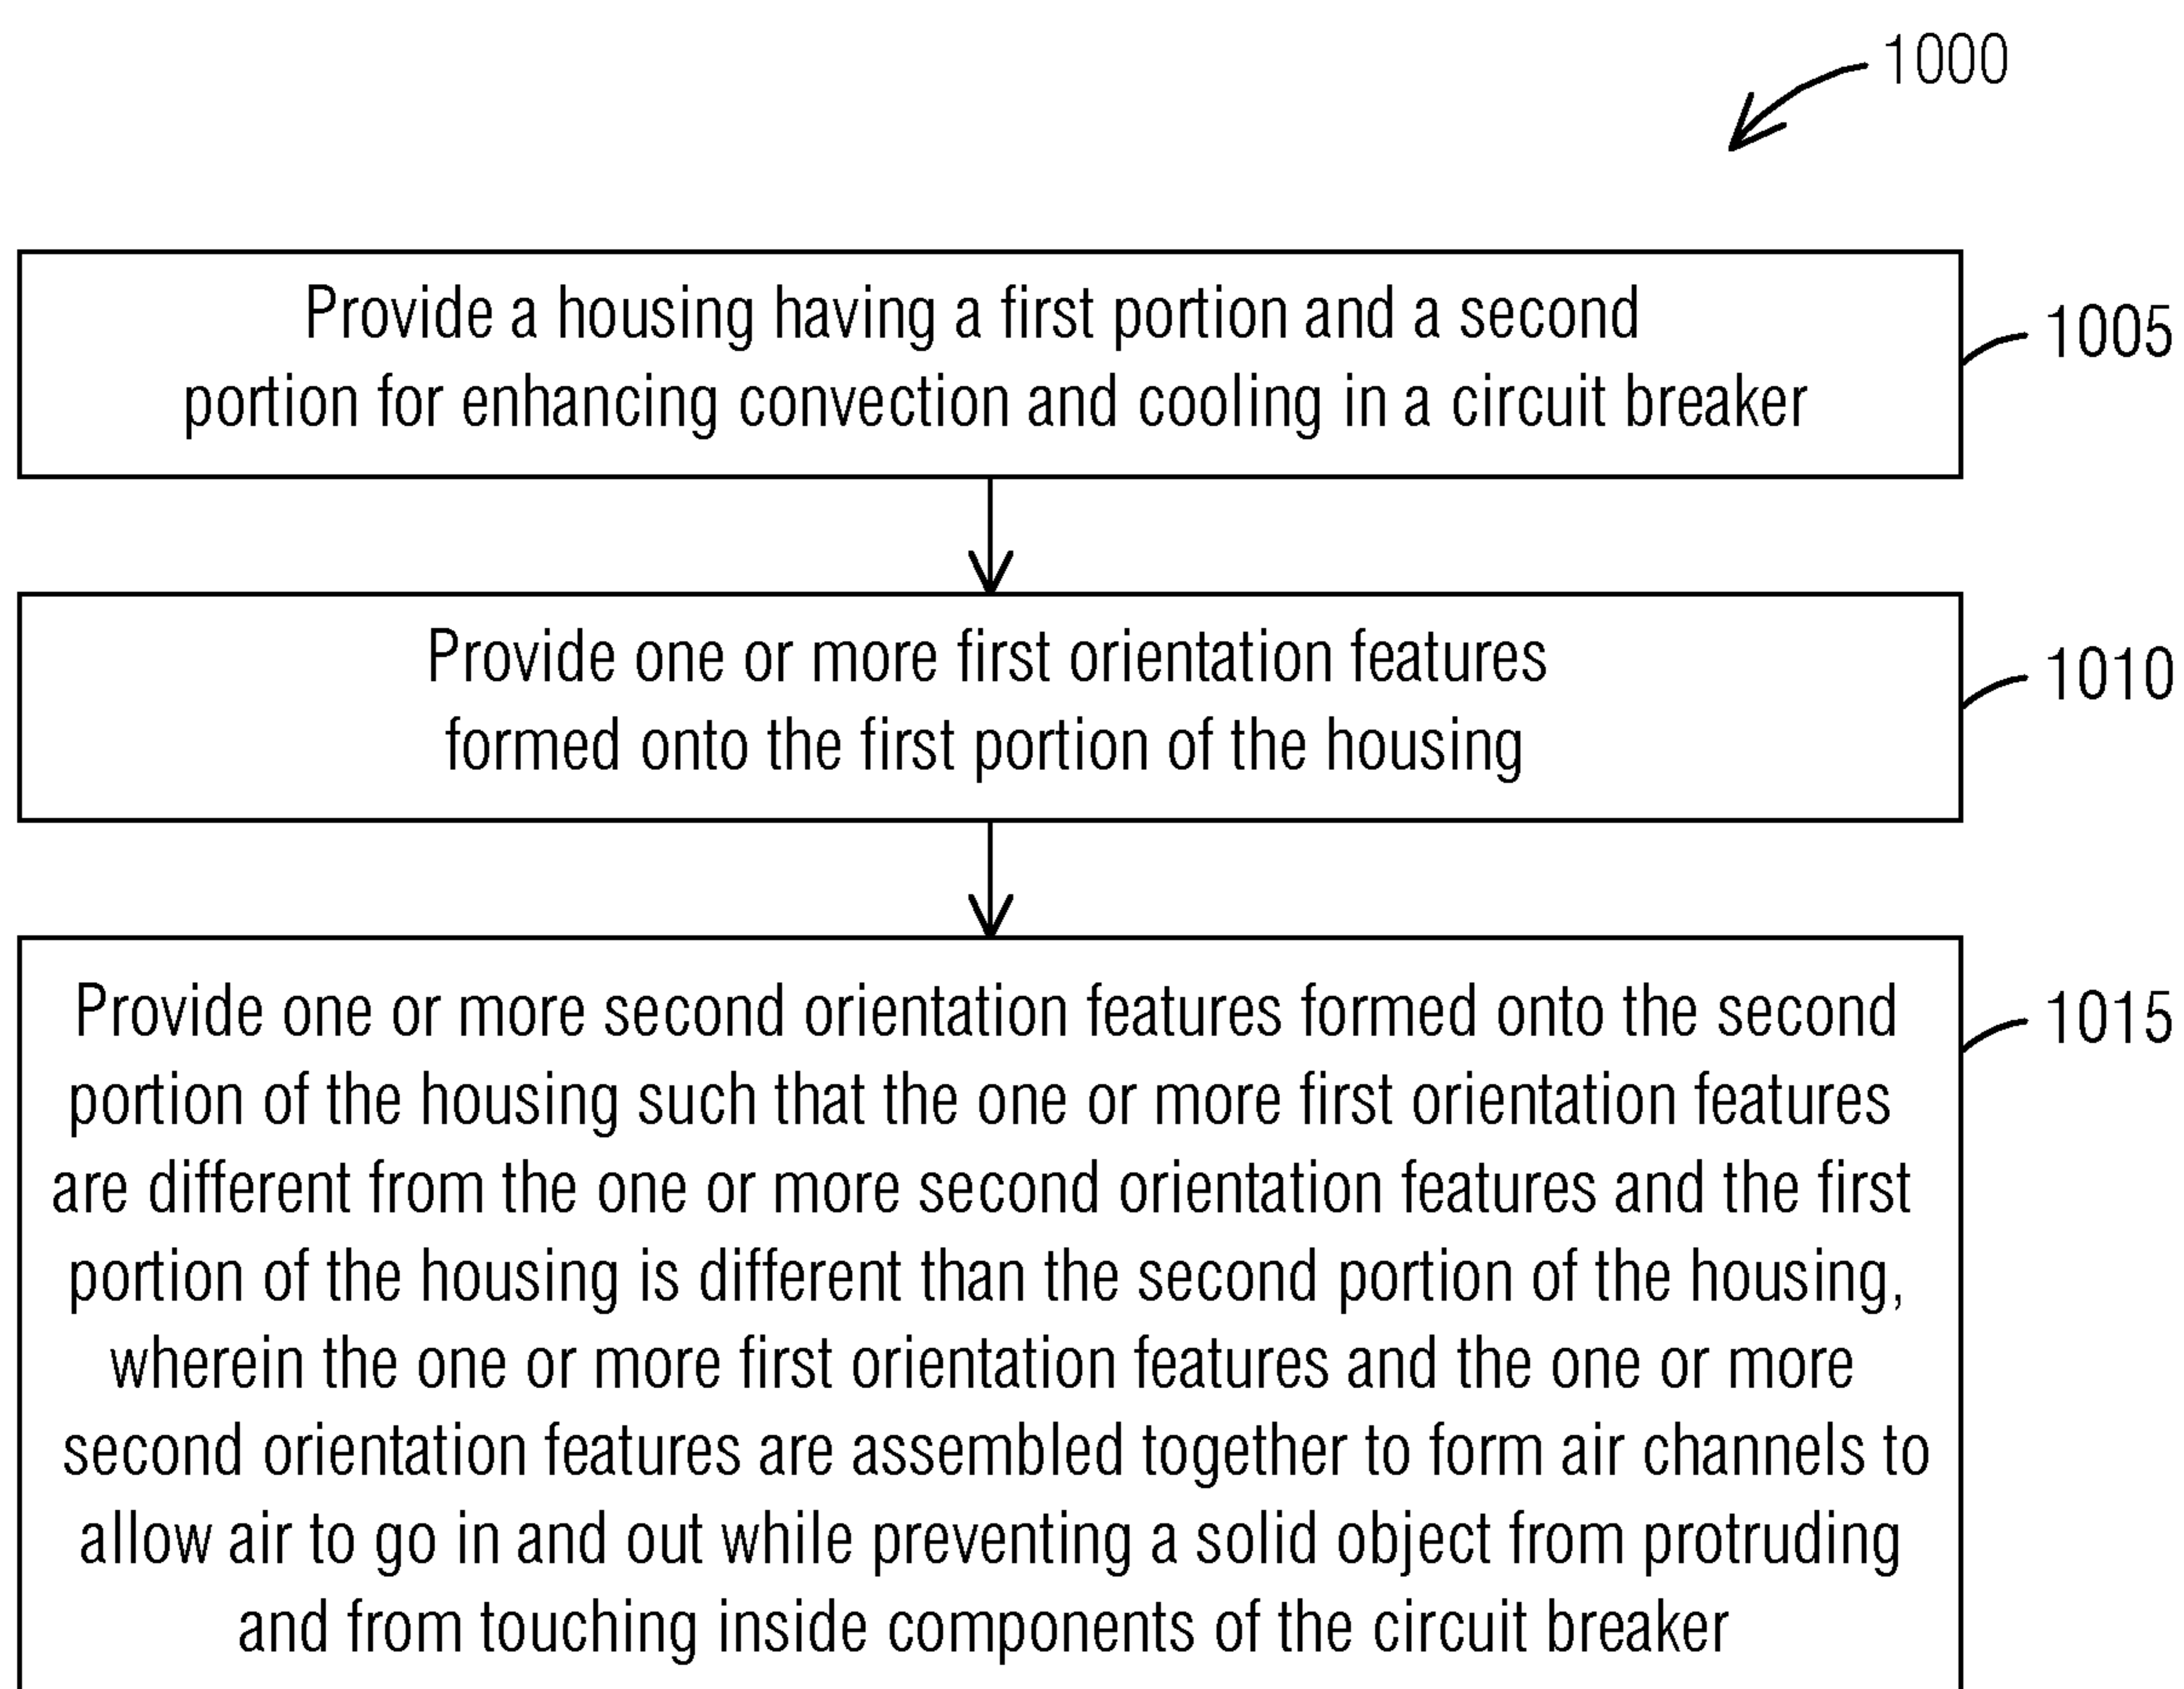 1000
Provide a housing having a first portion and a second
portion for enhancing convection and cooling in a circuit breaker
1005
Provide one or more first orientation features
formed onto the first portion of the housing
1010
Provide one or more second orientation features formed onto the second
portion of the housing such that the one or more first orientation features
are different from the one or more second orientation features and the first
portion of the housing is different than the second portion of the housing,
wherein the one or more first orientation features and the one or more
second orientation features are assembled together to form air channels to
allow air to go in and out while preventing a solid object from protruding
and from touching inside components of the circuit breaker
1015